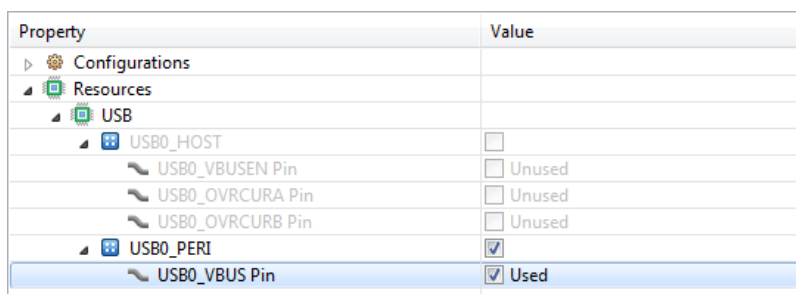 Property Value
Configurations
Resources
USB
USB0_HOST
USB0_VBUSEN Pin Unused
USB0_OVRCURA Pin Unused
USB0_OVRCURB Pin Unused
USB0_PERI
USB0_VBUS Pin Used